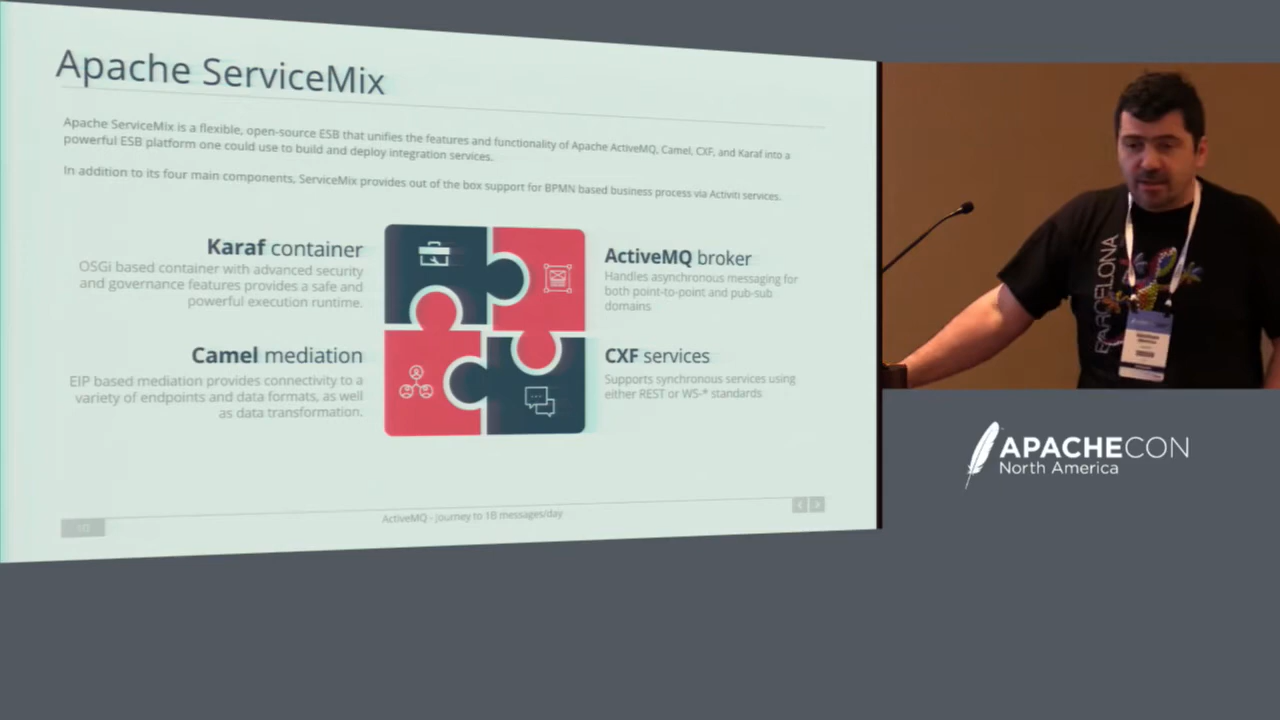 Apache ServiceMix
Apache ServiceMix is a flexible, open-source ESB that unifies the features and functionality of Apache ActiveMQ, Camel, CXF, and Karaf into a
powerful ESB platform one could use to build and deploy integration services.
In addition to its four main components, ServiceMix provides out of the box support for BPMN based business process via Activiti services.
Karaf container
OSGi based container with advanced security
and governance features provides a safe and
powerful execution runtime.
ActiveMQ broker
Handles asynchronous messaging for
both point-to-point and pub-sub
domains
Camel mediation
EIP based mediation provides connectivity to a
variety of endpoints and data formats, as well
as data transformation.
CXF services
Supports synchronous services using
either REST or WS-* standards
ActiveMQ - journey to 1B messages/day
BARCELONA
APACHECON
North America